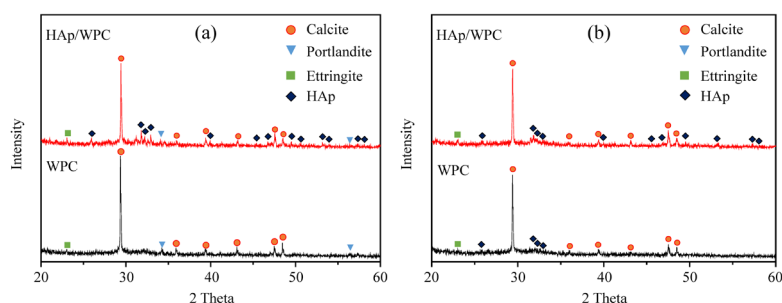 (a)
HAp/WPC
Calcite
Portlandite
Ettringite
HAp
WPC
Intensity
20 30 40 50 60
2 Theta
(b)
HAp/WPC
Calcite
Portlandite
Ettringite
HAp
WPC
Intensity
20 30 40 50 60
2 Theta